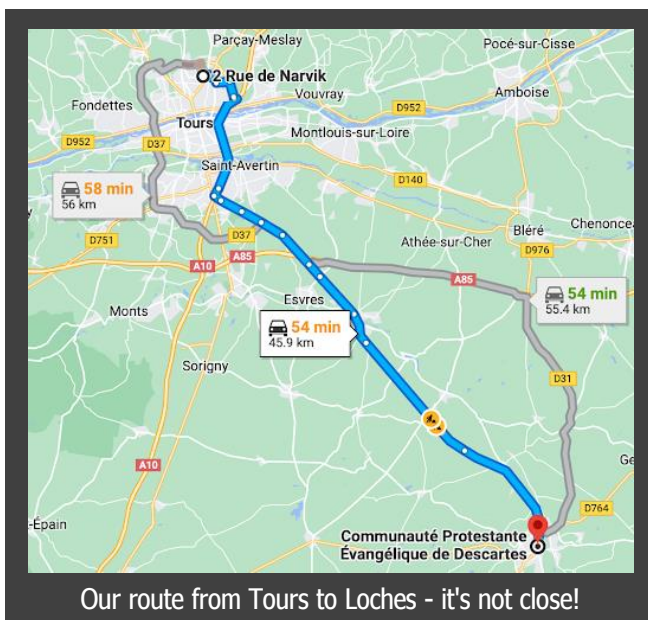 Parçay-Meslay
Pocé-sur-Cisse
2 Rue de Narvik
Amboise
Vouvray
Fondettes
D952
Tours
Montlouis-sur-Loire
D952
D37
Saint-Avertin
D140
58 min
56 km
Bléré
Chenonce
D37
Athée-sur-Cher
D976
D751
A10
A85
A85
54 min
55.4 km
Esvres
Monts
54 min
45.9 km
Sorigny
D31
A10
Ge
D764
-Épain
Communauté Protestante
Évangélique de Descartes
Our route from Tours to Loches - it's not close!